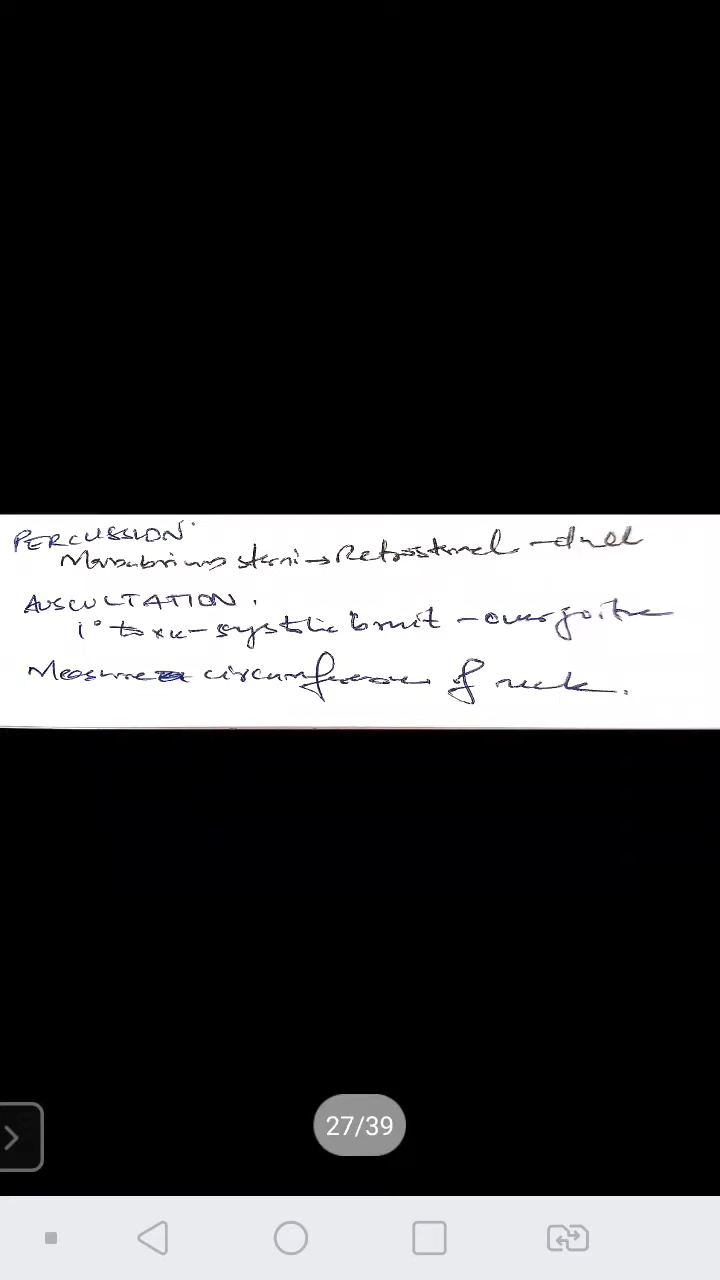 PERCUSSION
Manubrium sterni → Retrosternal - dull
AUSCULTATION.
1° toxic - systolic bruit - over goitre
Measure circumference of neck.
27/39